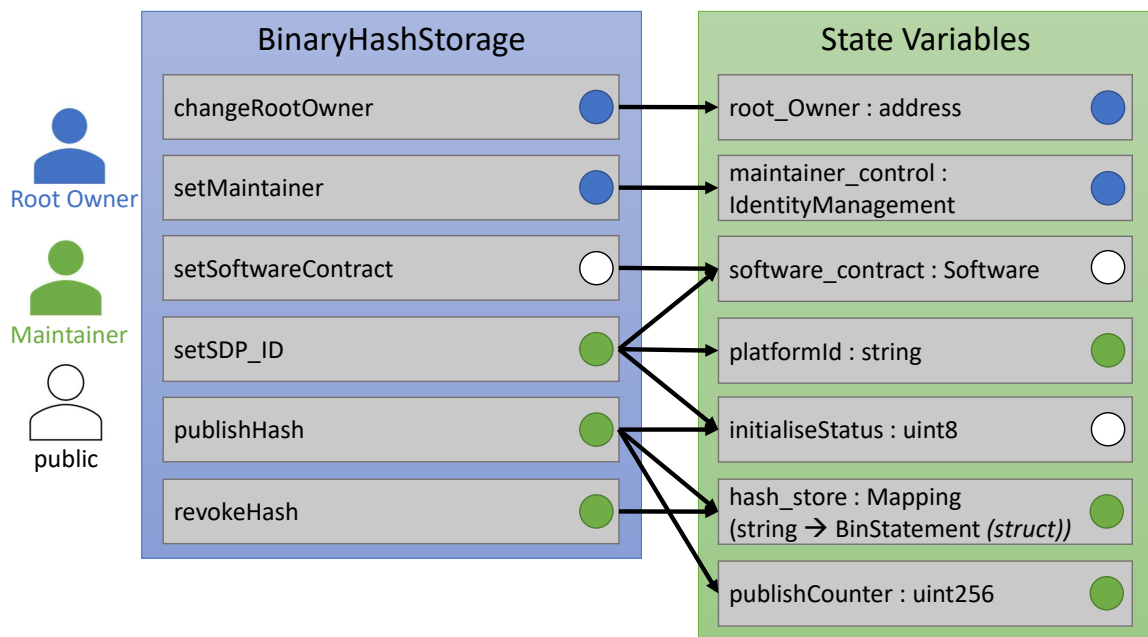 BinaryHashStorage
State Variables
changeRootOwner
root_Owner : address
Root Owner
setMaintainer
maintainer_control :
IdentityManagement
setSoftwareContract
software_contract : Software
Maintainer
setSDP_ID
platformId : string
publishHash
initialiseStatus : uint8
public
revokeHash
hash_store : Mapping
(string → BinStatement (struct))
publishCounter : uint256